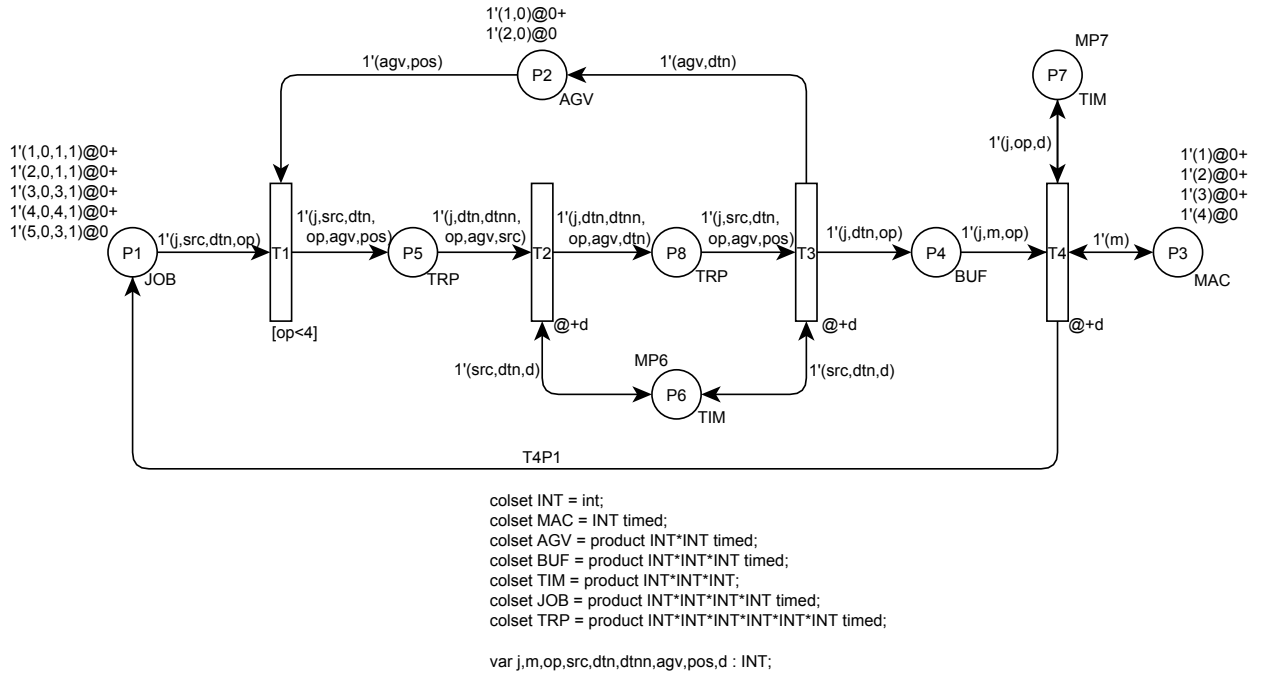 1'(1,0)@0+
1'(2,0)@0
MP7
1'(agv,pos)
P2
1'(agv,dtn)
P7
AGV
TIM
1'(1,0,1,1)@0+
1'(2,0,1,1)@0+
1'(3,0,3,1)@0+
1'(4,0,4,1)@0+
1'(5,0,3,1)@0
1'(j,op,d)
1'(1)@0+
1'(2)@0+
1'(3)@0+
1'(4)@0
P1
JOB
1'(j,src,dtn,op)
T1
[op<4]
1'(j,src,dtn,
op,agv,pos)
P5
TRP
1'(j,dtn,dtnn,
op,agv,src)
T2
@+d
1'(j,dtn,dtnn,
op,agv,dtn)
P8
TRP
1'(j,src,dtn,
op,agv,pos)
T3
@+d
1'(j,dtn,op)
P4
BUF
1'(j,m,op)
T4
@+d
1'(m)
P3
MAC
1'(src,dtn,d)
MP6
P6
TIM
1'(src,dtn,d)
T4P1
colset INT = int;
colset MAC = INT timed;
colset AGV = product INT*INT timed;
colset BUF = product INT*INT*INT timed;
colset TIM = product INT*INT*INT;
colset JOB = product INT*INT*INT*INT timed;
colset TRP = product INT*INT*INT*INT*INT*INT timed;
var j,m,op,src,dtn,dtnn,agv,pos,d : INT;